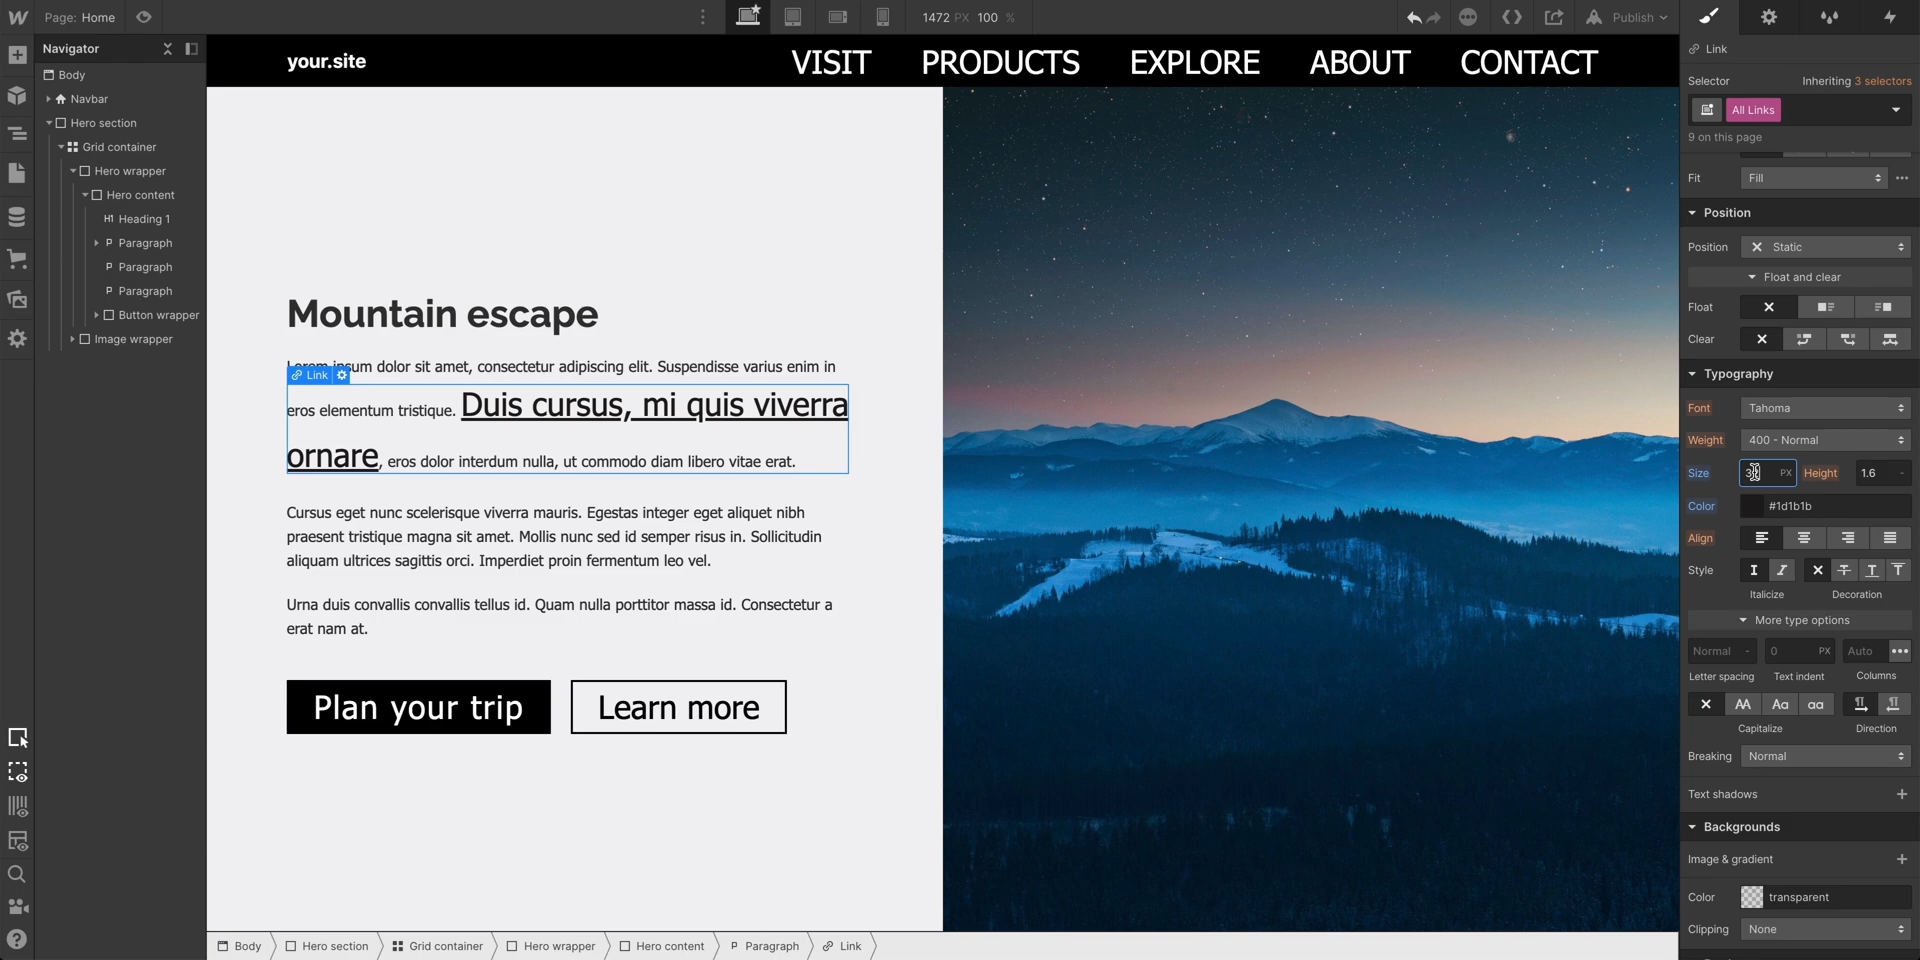 Page: Home
1472 PX 100 %
Publish
Navigator
Body
Navbar
Hero section
Grid container
Hero wrapper
Hero content
H1 Heading 1
P Paragraph
P Paragraph
P Paragraph
Button wrapper
Image wrapper
your.site
VISIT PRODUCTS EXPLORE ABOUT CONTACT
Mountain escape
Lorem ipsum dolor sit amet, consectetur adipiscing elit. Suspendisse varius enim in
Link
eros elementum tristique. Duis cursus, mi quis viverra
ornare, eros dolor interdum nulla, ut commodo diam libero vitae erat.
Cursus eget nunc scelerisque viverra mauris. Egestas integer eget aliquet nibh
praesent tristique magna sit amet. Mollis nunc sed id semper risus in. Sollicitudin
aliquam ultrices sagittis orci. Imperdiet proin fermentum leo vel.
Urna duis convallis convallis tellus id. Quam nulla porttitor massa id. Consectetur a
erat nam at.
Plan your trip
Learn more
Body Hero section Grid container Hero wrapper Hero content P Paragraph Link
Link
Selector Inheriting 3 selectors
All Links
9 on this page
Fit Fill
Position
Position Static
Float and clear
Float
Clear
Typography
Font Tahoma
Weight 400 - Normal
Size PX Height 1.6 -
Color #1d1b1b
Align
Style
Italicize Decoration
More type options
Normal - 0 PX Auto
Letter spacing Text indent Columns
AA Aa aa
Capitalize Direction
Breaking Normal
Text shadows
Backgrounds
Image & gradient
Color transparent
Clipping None